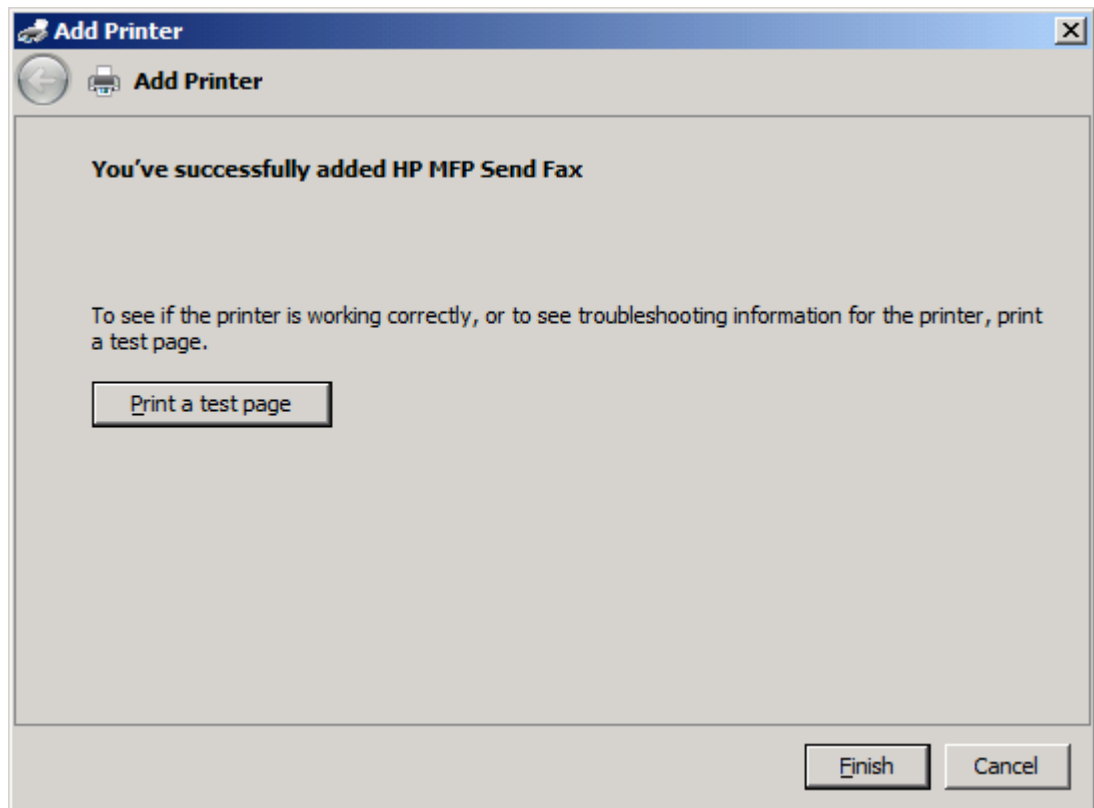 Add Printer
Add Printer
You've successfully added HP MFP Send Fax
To see if the printer is working correctly, or to see troubleshooting information for the printer, print
a test page.
Print a test page
Finish Cancel